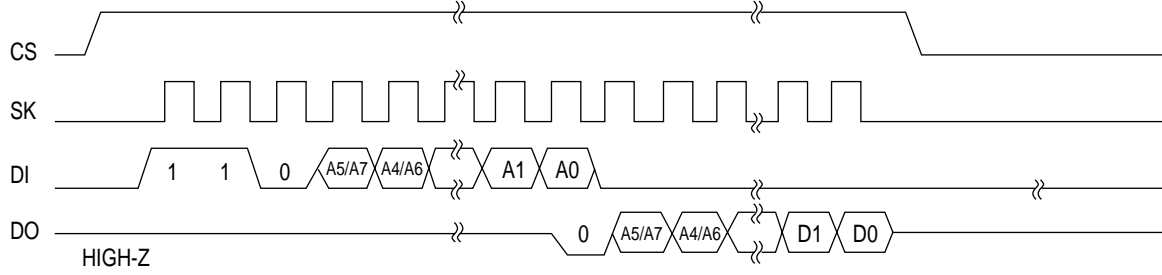 CS
SK
DI 1 1 0 A5/A7 A4/A6 A1 A0
DO 0 A5/A7 A4/A6 D1 D0
HIGH-Z